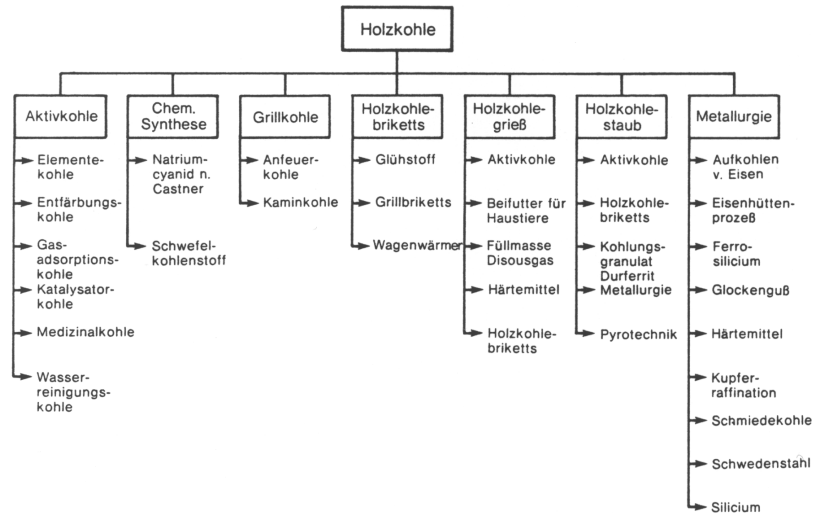 Holzkohle
Aktivkohle
Elemente-
kohle
Entfärbungs-
kohle
Gas-
adsorptions-
kohle
Katalysator-
kohle
Medizinalkohle
Wasser-
reinigungs-
kohle
Chem.
Synthese
Natrium-
cyanid n.
Castner
Schwefel-
kohlenstoff
Grillkohle
Anfeuer-
kohle
Kaminkohle
Holzkohle-
briketts
Glühstoff
Grillbriketts
Wagenwärmer
Holzkohle-
grieß
Aktivkohle
Beifutter für
Haustiere
Füllmasse
Disousgas
Härtemittel
Holzkohle-
briketts
Holzkohle-
staub
Aktivkohle
Holzkohle-
briketts
Kohlungs-
granulat
Durferrit
Metallurgie
Pyrotechnik
Metallurgie
Aufkohlen
v. Eisen
Eisenhütten-
prozeß
Ferro-
silicium
Glockenguß
Härtemittel
Kupfer-
raffination
Schmiedekohle
Schwedenstahl
Silicium